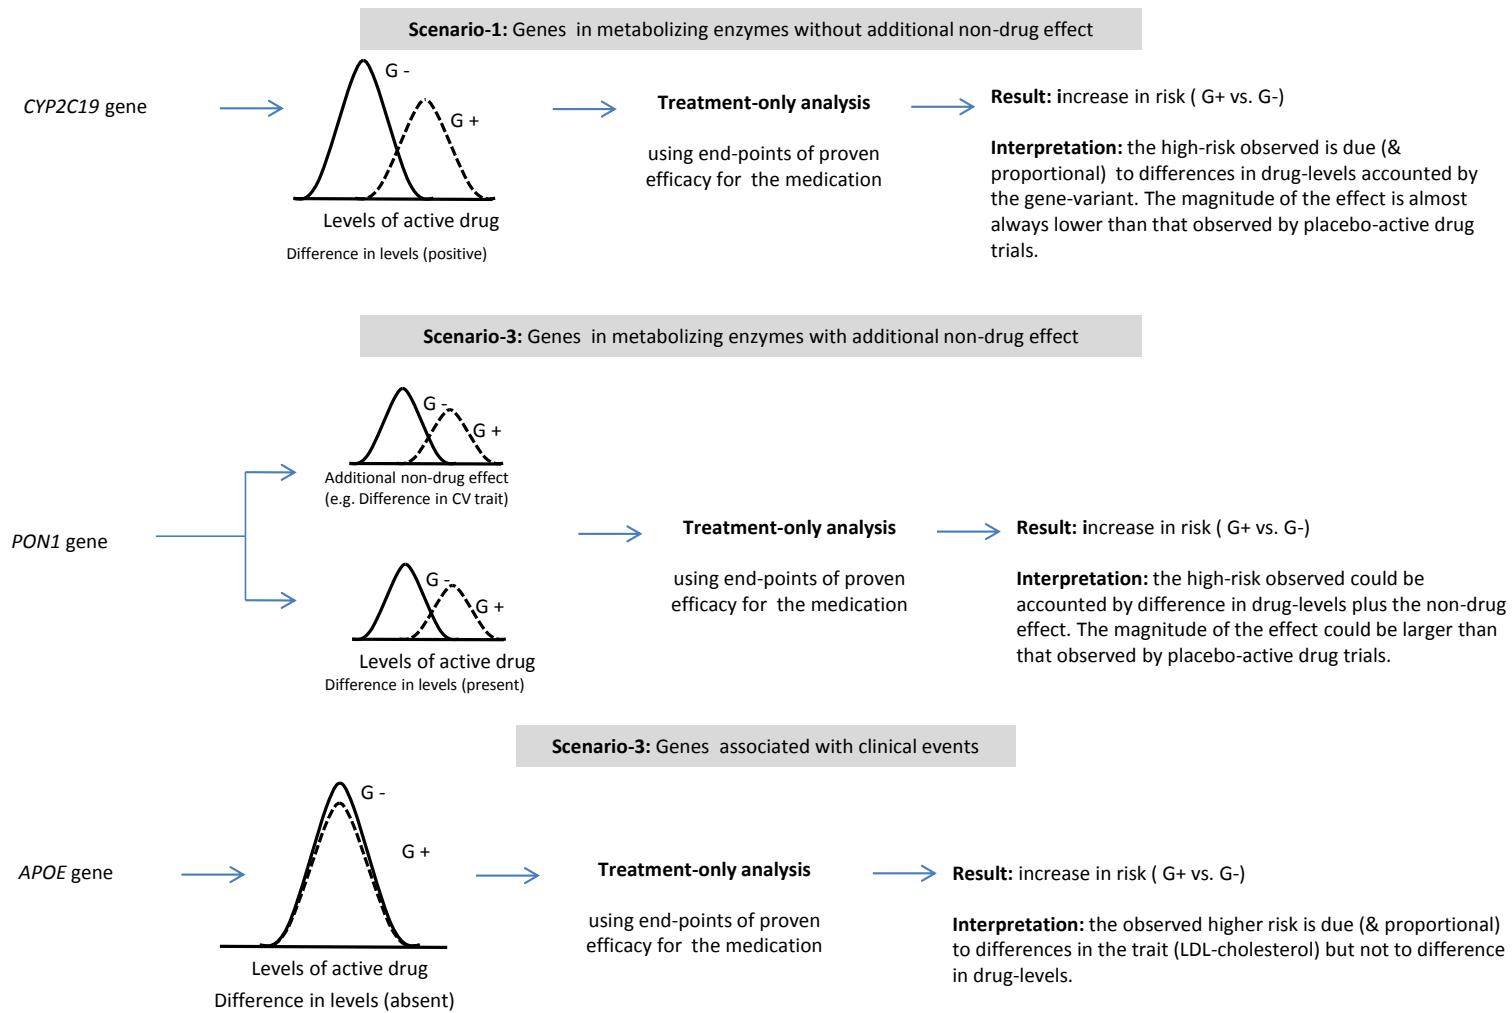 Scenario-1: Genes in metabolizing enzymes without additional non-drug effect
CYP2C19 gene
G -
G +
Levels of active drug
Difference in levels (positive)
Treatment-only analysis
using end-points of proven
efficacy for the medication
Result: increase in risk ( G+ vs. G-)
Interpretation: the high-risk observed is due (&
proportional) to differences in drug-levels accounted by
the gene-variant. The magnitude of the effect is almost
always lower than that observed by placebo-active drug
trials.
Scenario-3: Genes in metabolizing enzymes with additional non-drug effect
PON1 gene
G -
G +
Additional non-drug effect
(e.g. Difference in CV trait)
G -
G +
Levels of active drug
Difference in levels (present)
Treatment-only analysis
using end-points of proven
efficacy for the medication
Result: increase in risk ( G+ vs. G-)
Interpretation: the high-risk observed could be
accounted by difference in drug-levels plus the non-drug
effect. The magnitude of the effect could be larger than
that observed by placebo-active drug trials.
Scenario-3: Genes associated with clinical events
APOE gene
G -
G +
Levels of active drug
Difference in levels (absent)
Treatment-only analysis
using end-points of proven
efficacy for the medication
Result: increase in risk ( G+ vs. G-)
Interpretation: the observed higher risk is due (& proportional)
to differences in the trait (LDL-cholesterol) but not to difference
in drug-levels.